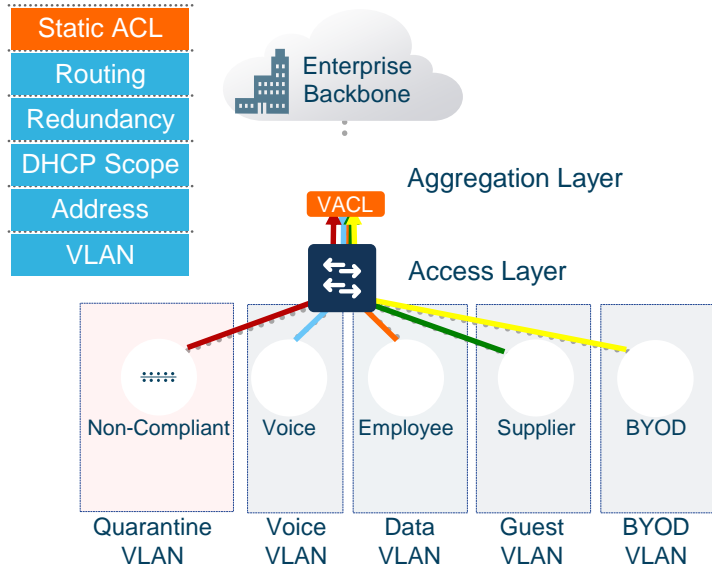 Static ACL
Routing
Redundancy
DHCP Scope
Address
VLAN
Enterprise
Backbone
Aggregation Layer
VACL
Access Layer
Non-Compliant
Voice
Employee
Supplier
BYOD
Quarantine
VLAN
Voice
VLAN
Data
VLAN
Guest
VLAN
BYOD
VLAN